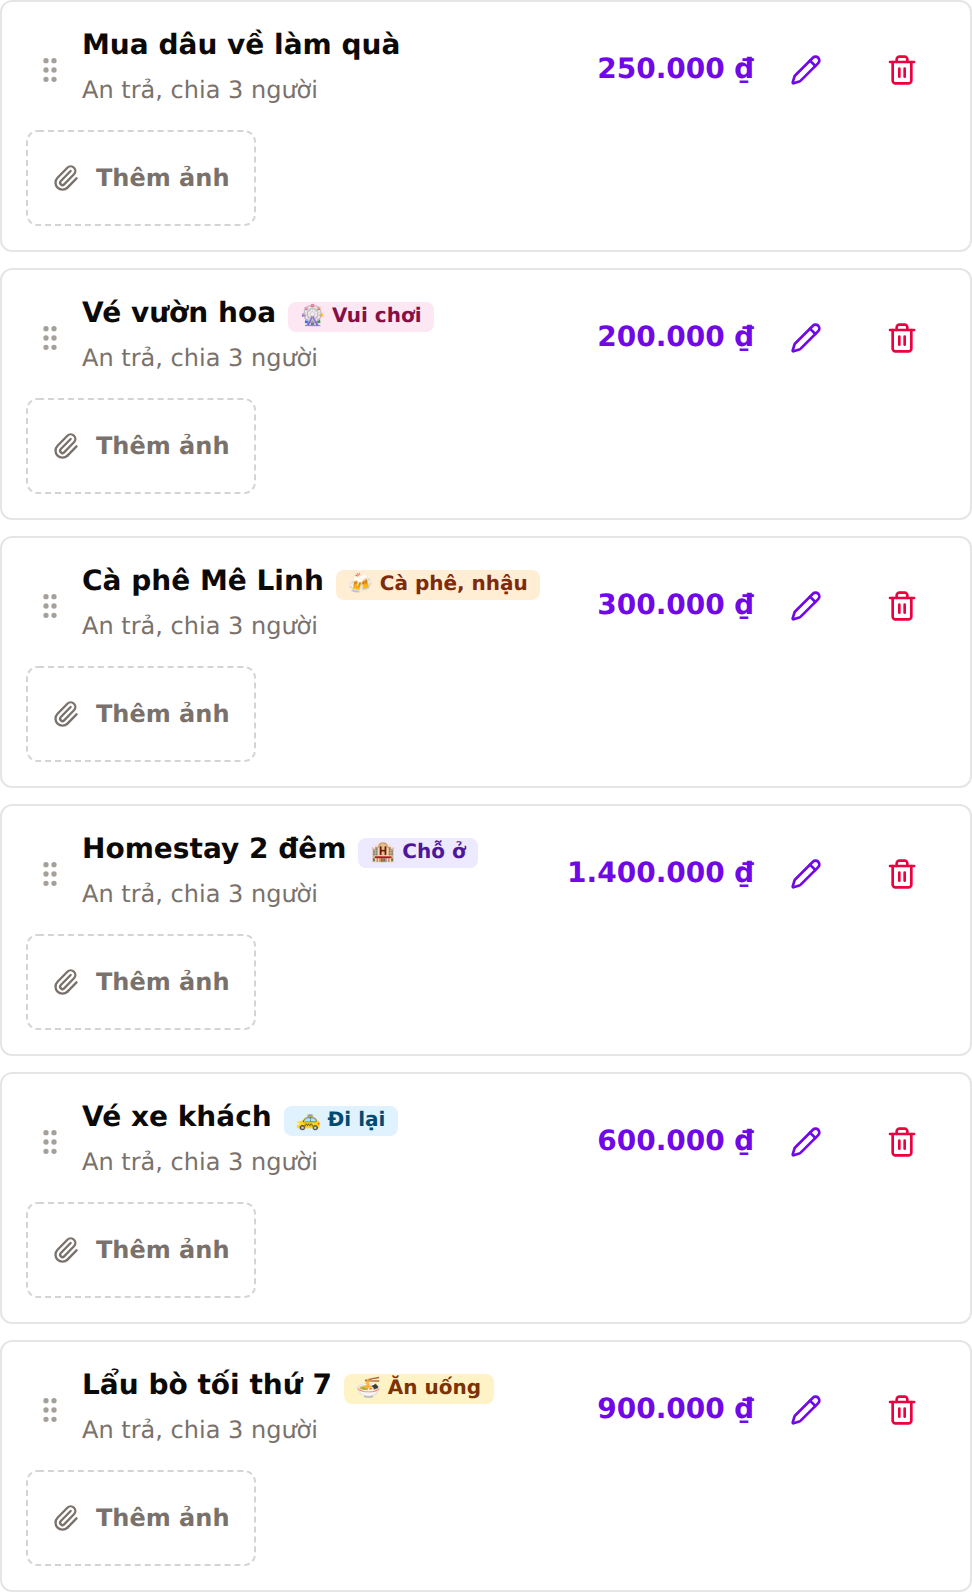 Mua dâu về làm quà
250.000 ₫
An trả, chia 3 người
Thêm ảnh
Vé vườn hoa 🎡 Vui chơi
200.000 ₫
An trả, chia 3 người
Thêm ảnh
Cà phê Mê Linh 🍻 Cà phê, nhậu
300.000 ₫
An trả, chia 3 người
Thêm ảnh
Homestay 2 đêm 🏨 Chỗ ở
1.400.000 ₫
An trả, chia 3 người
Thêm ảnh
Vé xe khách 🚕 Đi lại
600.000 ₫
An trả, chia 3 người
Thêm ảnh
Lẩu bò tối thứ 7 🍜 Ăn uống
900.000 ₫
An trả, chia 3 người
Thêm ảnh